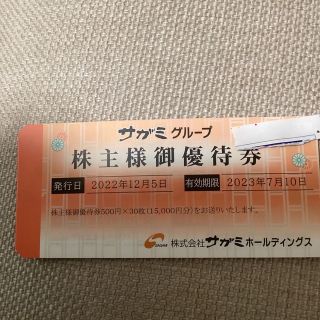 サガミ グループ
株主様御優待券
発行日 2022年12月5日 有効期限 2023年7月10日
株主様御優待券500円×30枚(15,000円分)をお送りいたします。
SAGAMI 株式会社サガミホールディングス